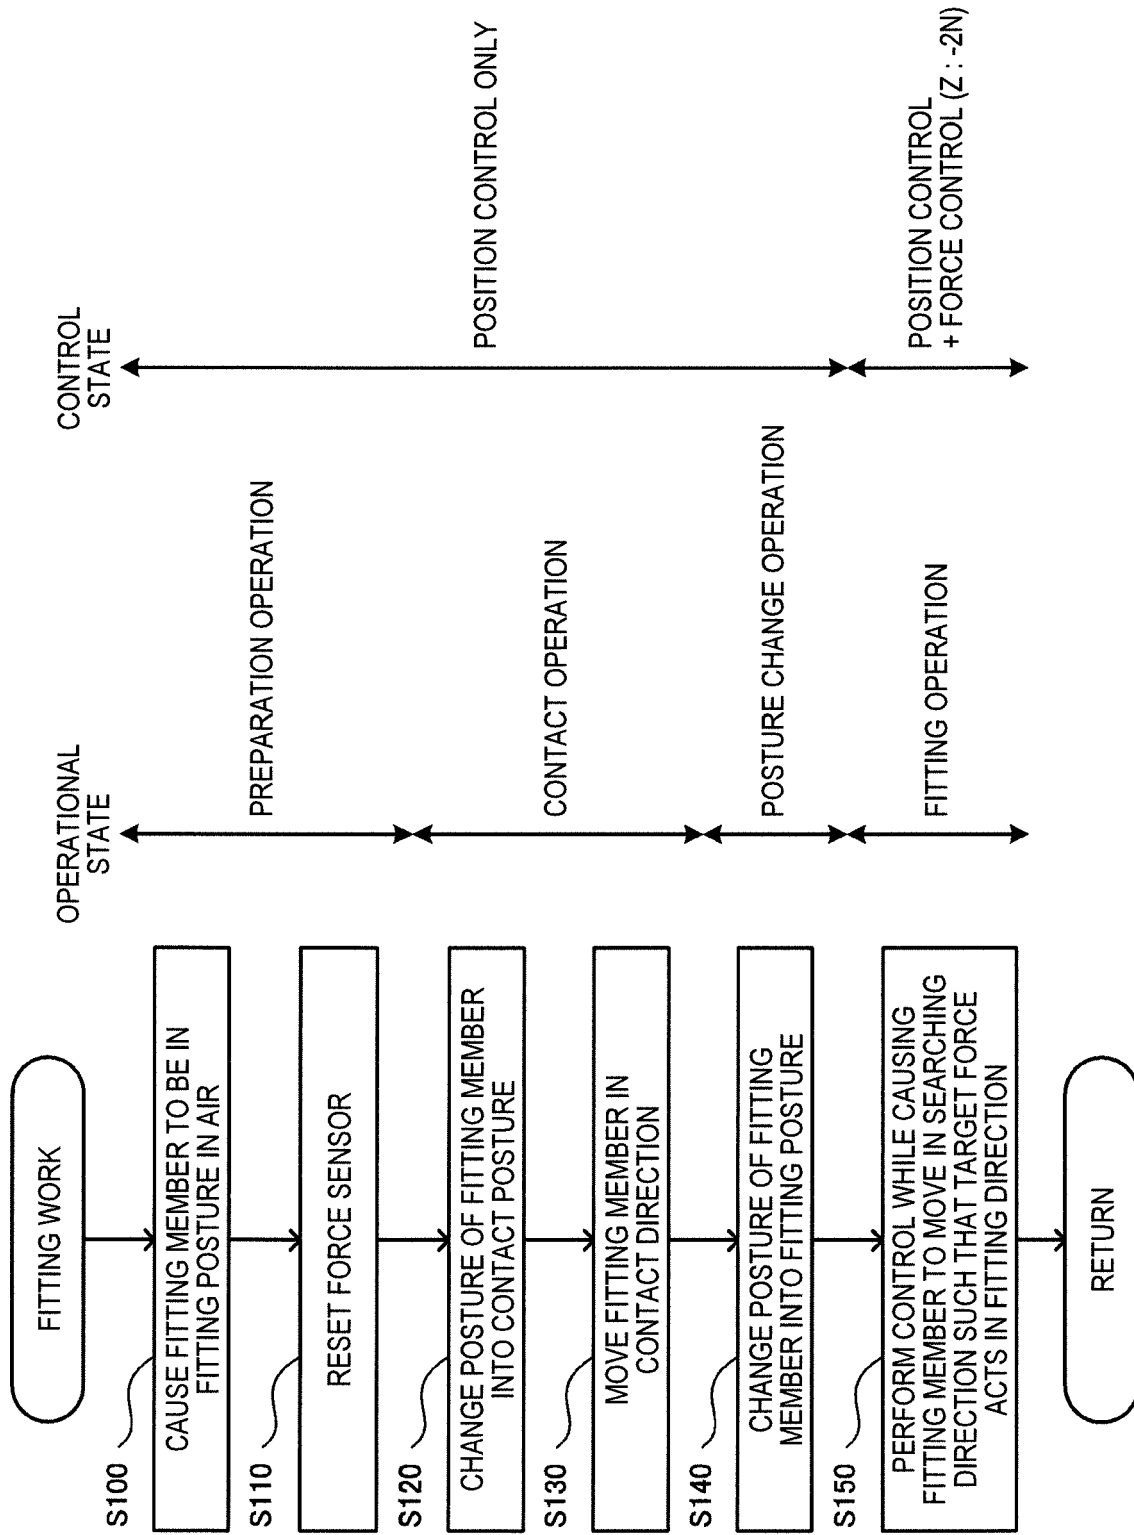 FITTING WORK
S100
CAUSE FITTING MEMBER TO BE IN
FITTING POSTURE IN AIR
S110
RESET FORCE SENSOR
S120
CHANGE POSTURE OF FITTING MEMBER
INTO CONTACT POSTURE
S130
MOVE FITTING MEMBER IN
CONTACT DIRECTION
S140
CHANGE POSTURE OF FITTING
MEMBER INTO FITTING POSTURE
S150
PERFORM CONTROL WHILE CAUSING
FITTING MEMBER TO MOVE IN SEARCHING
DIRECTION SUCH THAT TARGET FORCE
ACTS IN FITTING DIRECTION
RETURN
OPERATIONAL
STATE
PREPARATION OPERATION
CONTACT OPERATION
POSTURE CHANGE OPERATION
FITTING OPERATION
CONTROL
STATE
POSITION CONTROL ONLY
POSITION CONTROL
+ FORCE CONTROL (Z : -2N)